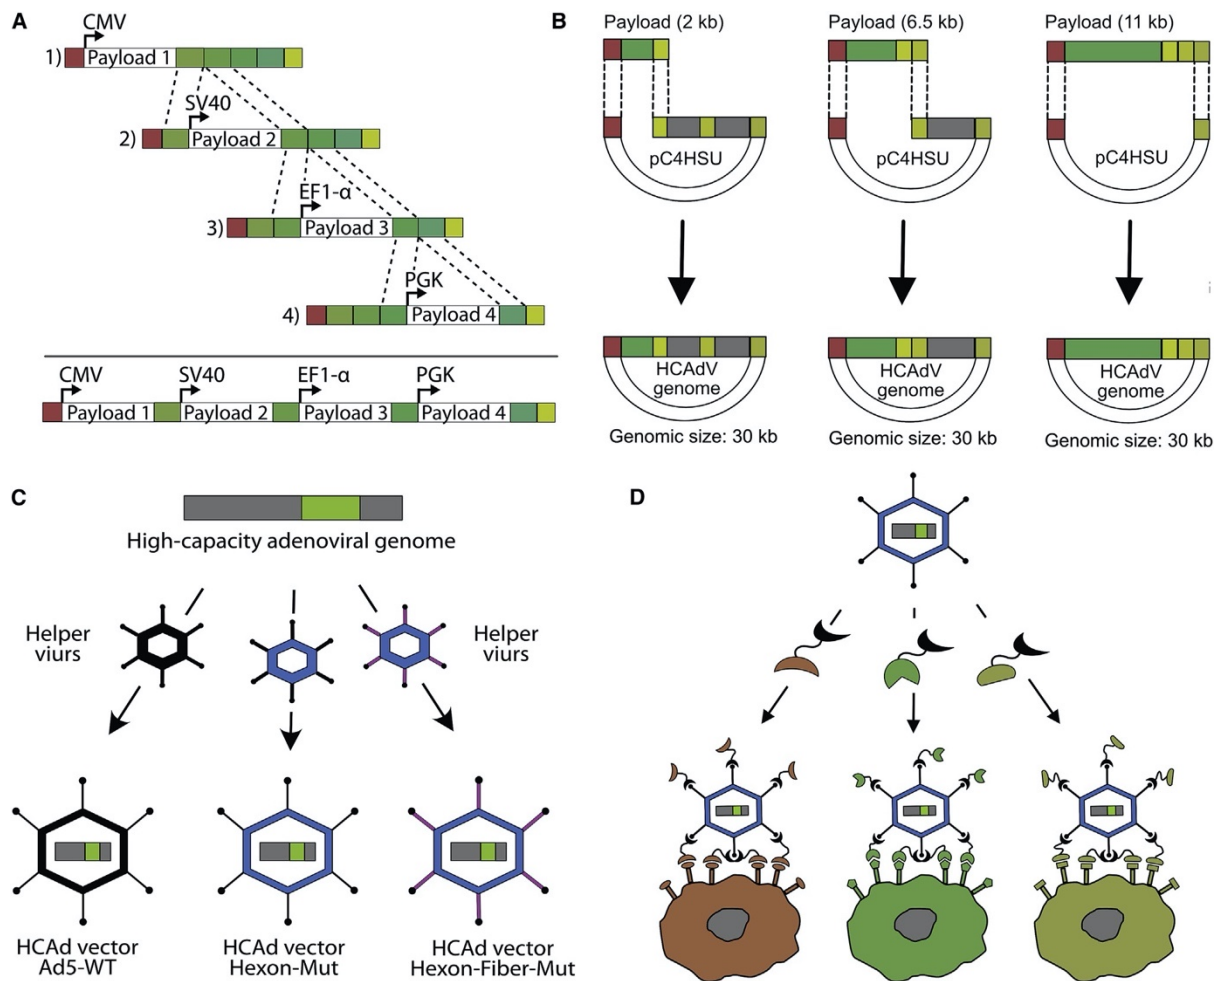 A
CMV
1) Payload 1
SV40
2) Payload 2
EF1-α
3) Payload 3
PGK
4) Payload 4
CMV SV40 EF1-α PGK
Payload 1 Payload 2 Payload 3 Payload 4
B
Payload (2 kb) Payload (6.5 kb) Payload (11 kb)
pC4HSU pC4HSU pC4HSU
HCAdV HCAdV HCAdV
genome genome genome
Genomic size: 30 kb Genomic size: 30 kb Genomic size: 30 kb
C
High-capacity adenoviral genome
Helper Helper
viurs viurs
HCAd vector HCAd vector HCAd vector
Ad5-WT Hexon-Mut Hexon-Fiber-Mut
D